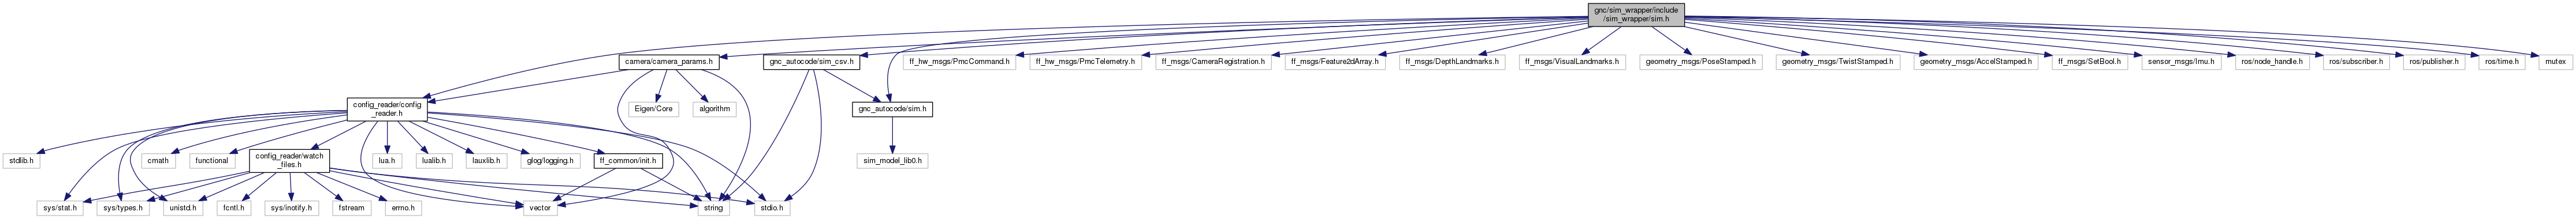 gnc/sim_wrapper/include
/sim_wrapper/sim.h
camera/camera_params.h
gnc_autocode/sim_csv.h
ff_hw_msgs/PmcCommand.h
ff_hw_msgs/PmcTelemetry.h
ff_msgs/CameraRegistration.h
ff_msgs/Feature2dArray.h
ff_msgs/DepthLandmarks.h
ff_msgs/VisualLandmarks.h
geometry_msgs/PoseStamped.h
geometry_msgs/TwistStamped.h
geometry_msgs/AccelStamped.h
ff_msgs/SetBool.h
sensor_msgs/Imu.h
ros/node_handle.h
ros/subscriber.h
ros/publisher.h
ros/time.h
mutex
config_reader/config
_reader.h
Eigen/Core
algorithm
gnc_autocode/sim.h
stdlib.h
cmath
functional
config_reader/watch
_files.h
lua.h
lualib.h
lauxlib.h
glog/logging.h
ff_common/init.h
sim_model_lib0.h
sys/stat.h
sys/types.h
unistd.h
fcntl.h
sys/inotify.h
fstream
errno.h
vector
string
stdio.h